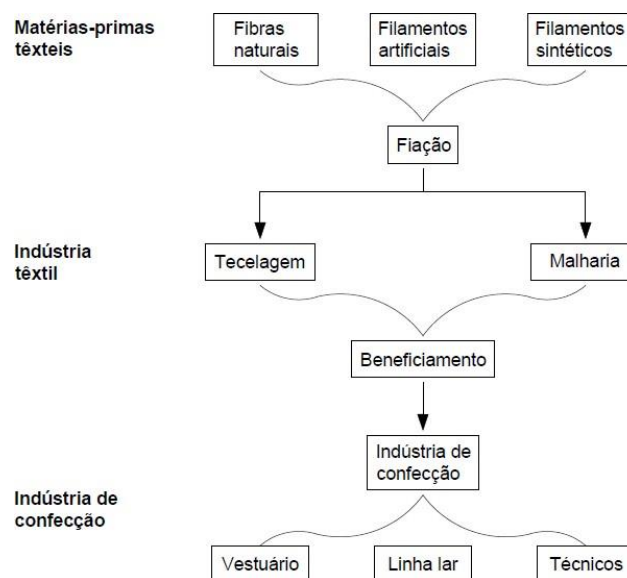 Matérias-primas
têxteis
Fibras
naturais
Filamentos
artificiais
Filamentos
sintéticos
Fiação
Indústria
têxtil
Tecelagem
Malharia
Beneficiamento
Indústria de
confecção
Indústria de
confecção
Vestuário
Linha lar
Técnicos